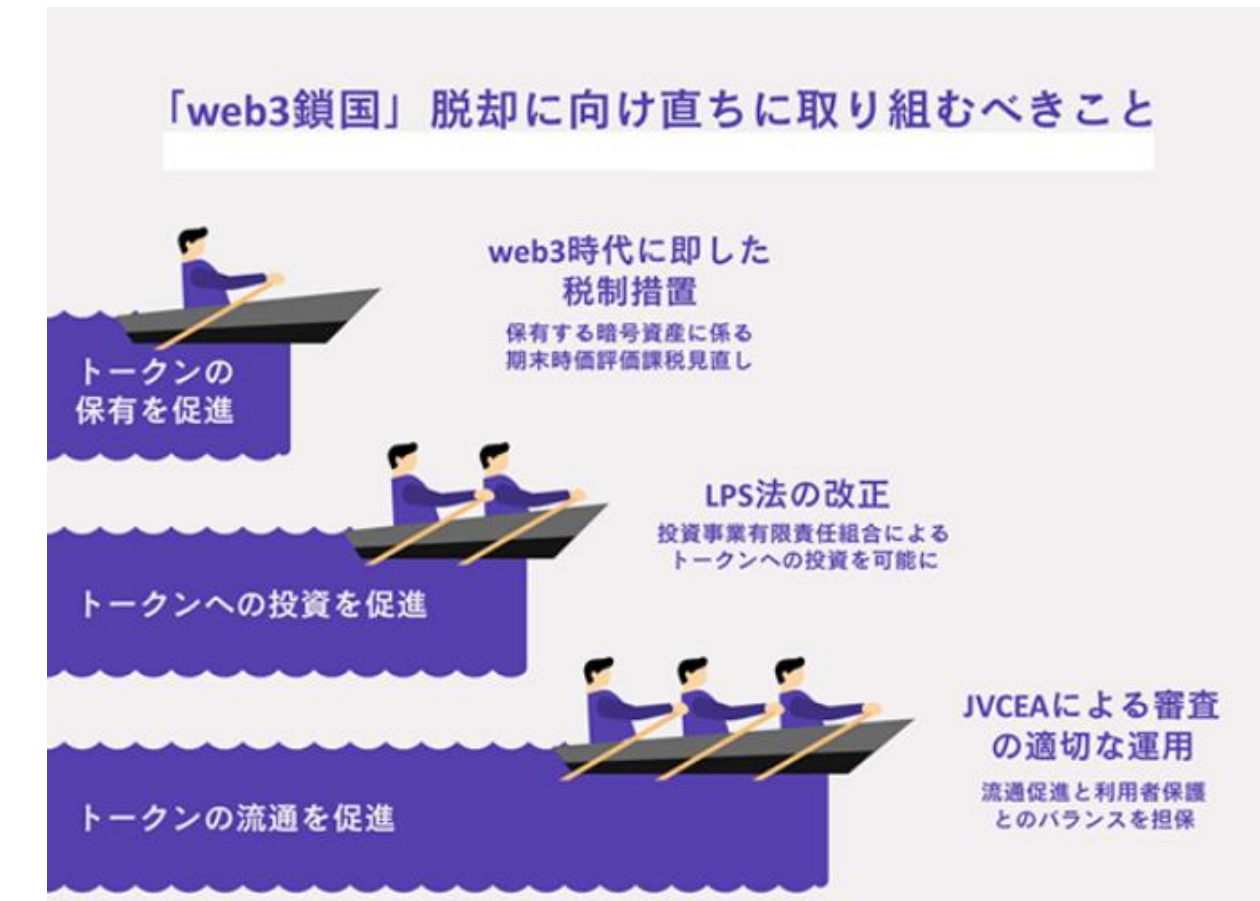 「web3鎖国」脱却に向け直ちに取り組むべきこと
web3時代に即した
税制措置
保有する暗号資産に係る
期末時価評価課税見直し
トークンの
保有を促進
LPS法の改正
投資事業有限責任組合による
トークンへの投資を可能に
トークンへの投資を促進
JVCEAによる審査
の適切な運用
流通促進と利用者保護
とのバランスを担保
トークンの流通を促進